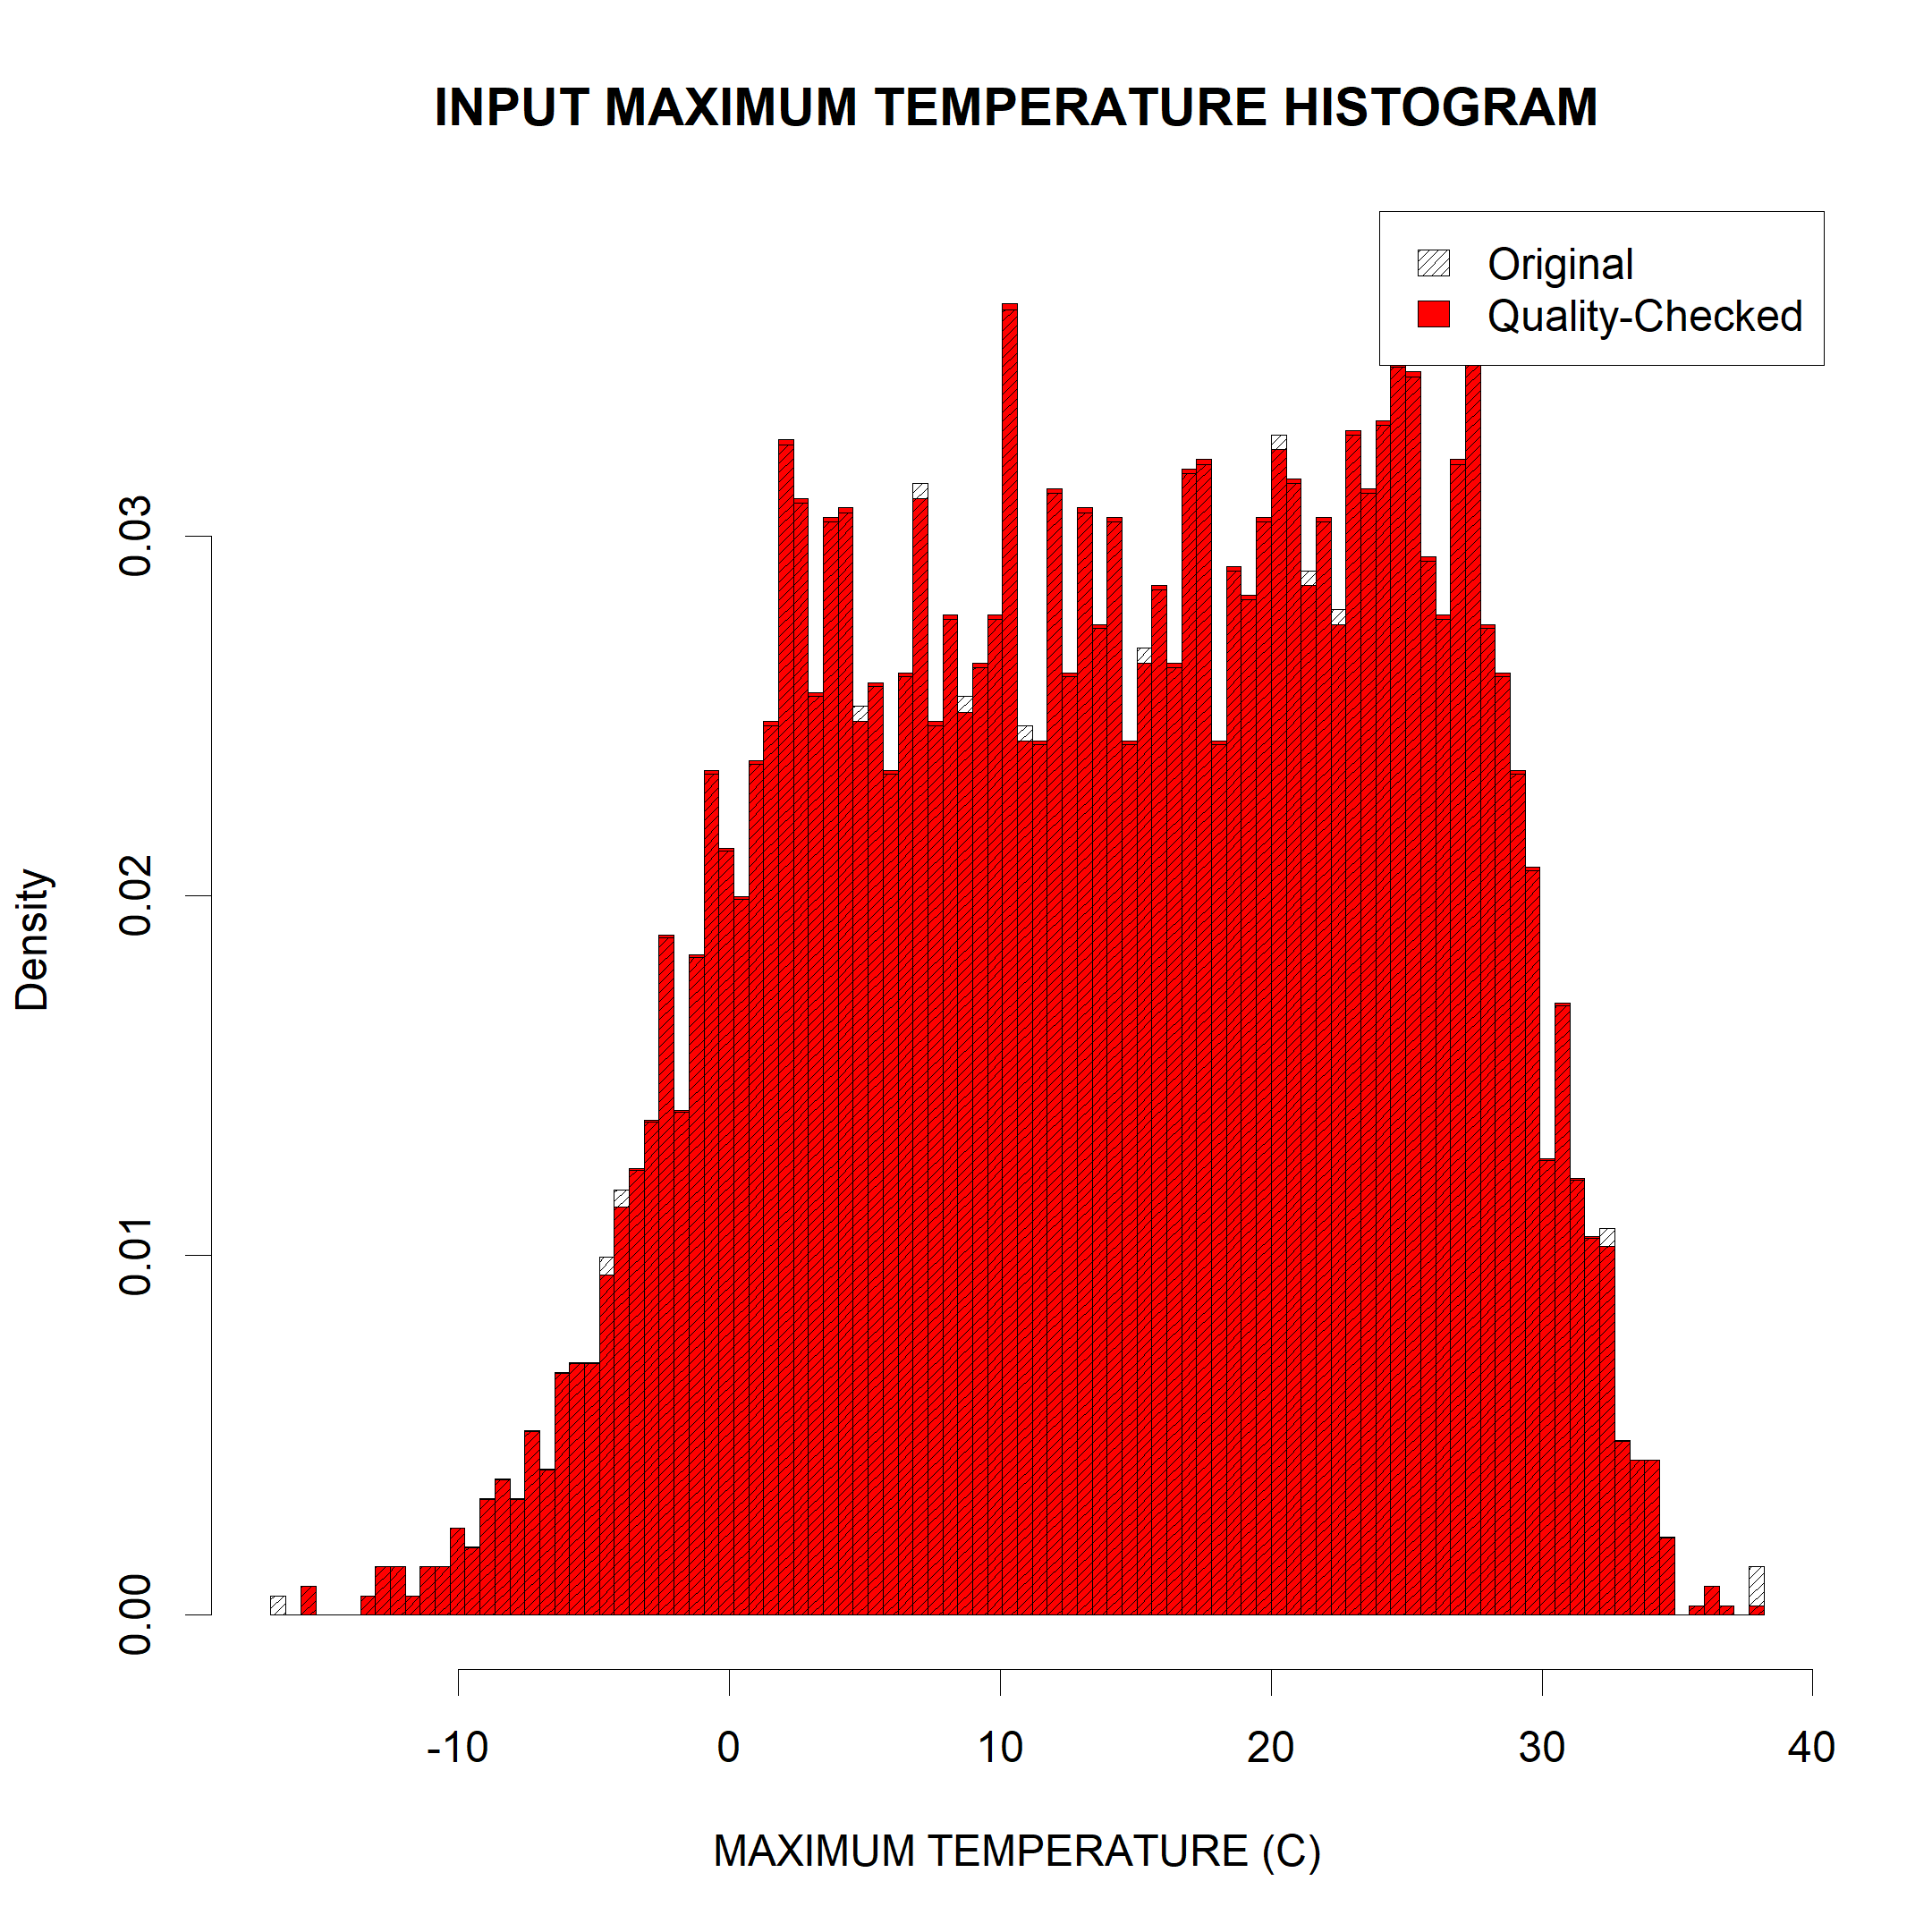 INPUT MAXIMUM TEMPERATURE HISTOGRAM
Original
Quality-Checked
Density
0.03
0.02
0.01
0.00
-10 0 10 20 30 40
MAXIMUM TEMPERATURE (C)